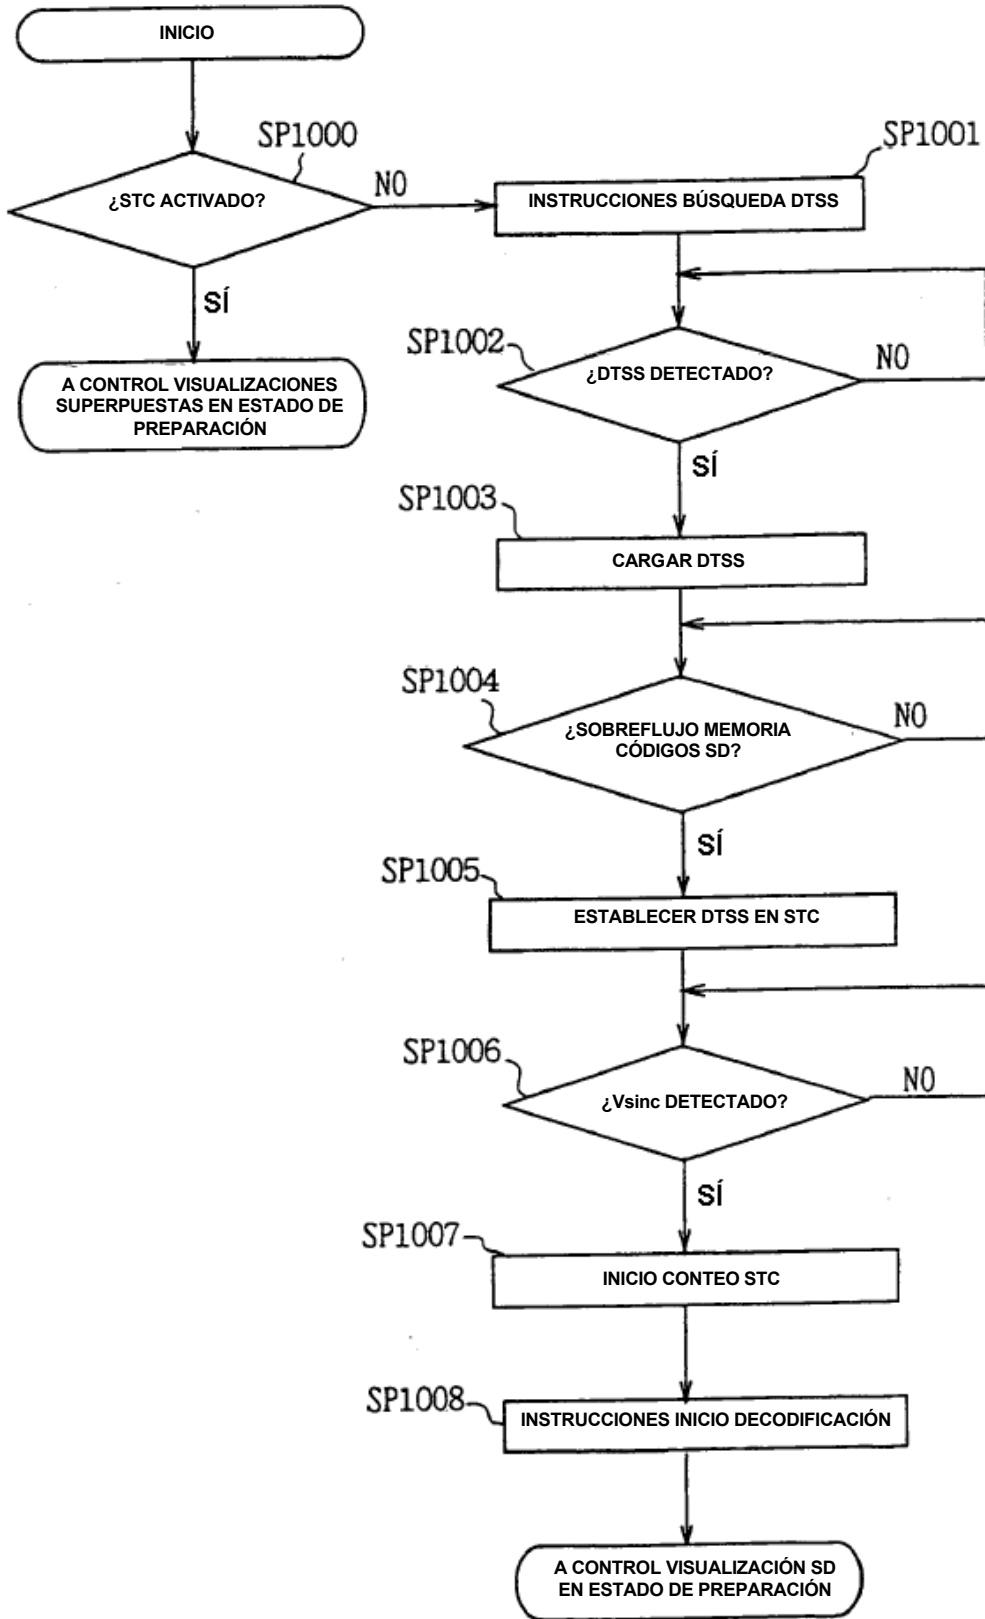 INICIO
SP1000
¿STC ACTIVADO?
NO
SÍ
A CONTROL VISUALIZACIONES
SUPERPUESTAS EN ESTADO DE
PREPARACIÓN
SP1001
INSTRUCCIONES BÚSQUEDA DTSS
SP1002
¿DTSS DETECTADO?
NO
SÍ
SP1003
CARGAR DTSS
SP1004
¿SOBREFLUJO MEMORIA
CÓDIGOS SD?
NO
SÍ
SP1005
ESTABLECER DTSS EN STC
SP1006
¿Vsinc DETECTADO?
NO
SÍ
SP1007
INICIO CONTEO STC
SP1008
INSTRUCCIONES INICIO DECODIFICACIÓN
A CONTROL VISUALIZACIÓN SD
EN ESTADO DE PREPARACIÓN